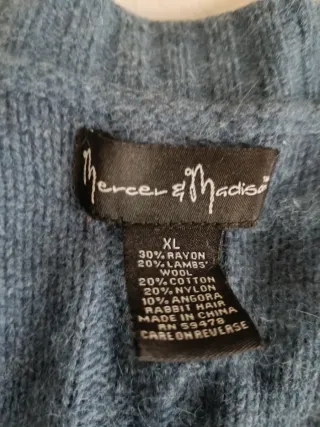 Mercer & Madison
XL
30% RAYON
20% LAMBS'
WOOL
20% COTTON
20% NYLON
10% ANGORA
RABBIT HAIR
MADE IN CHINA
RN 59478
CARE ON REVERSE